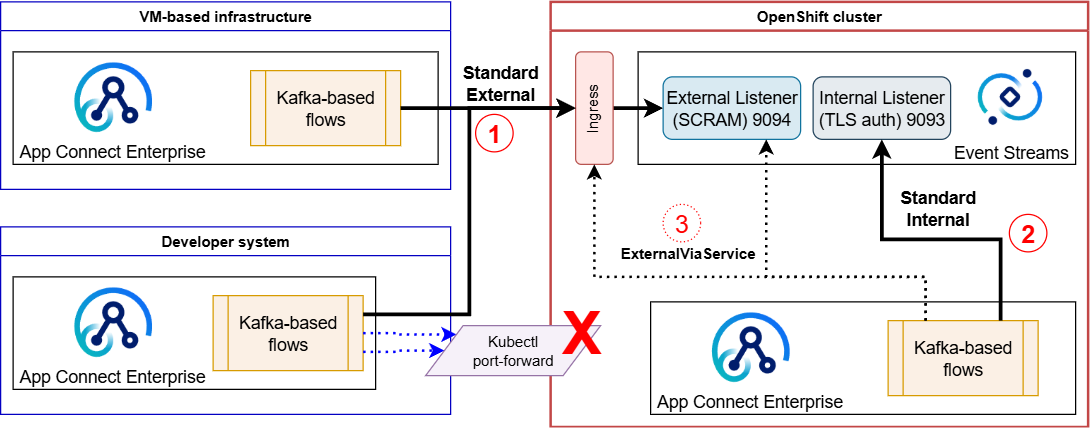 VM-based infrastructure
Kafka-based
flows
App Connect Enterprise
Standard
External
1
Developer system
Kafka-based
flows
App Connect Enterprise
Kubectl
port-forward
X
OpenShift cluster
Ingress
External Listener
(SCRAM) 9094
Internal Listener
(TLS auth) 9093
Event Streams
Standard
Internal
2
3
ExternalViaService
Kafka-based
flows
App Connect Enterprise